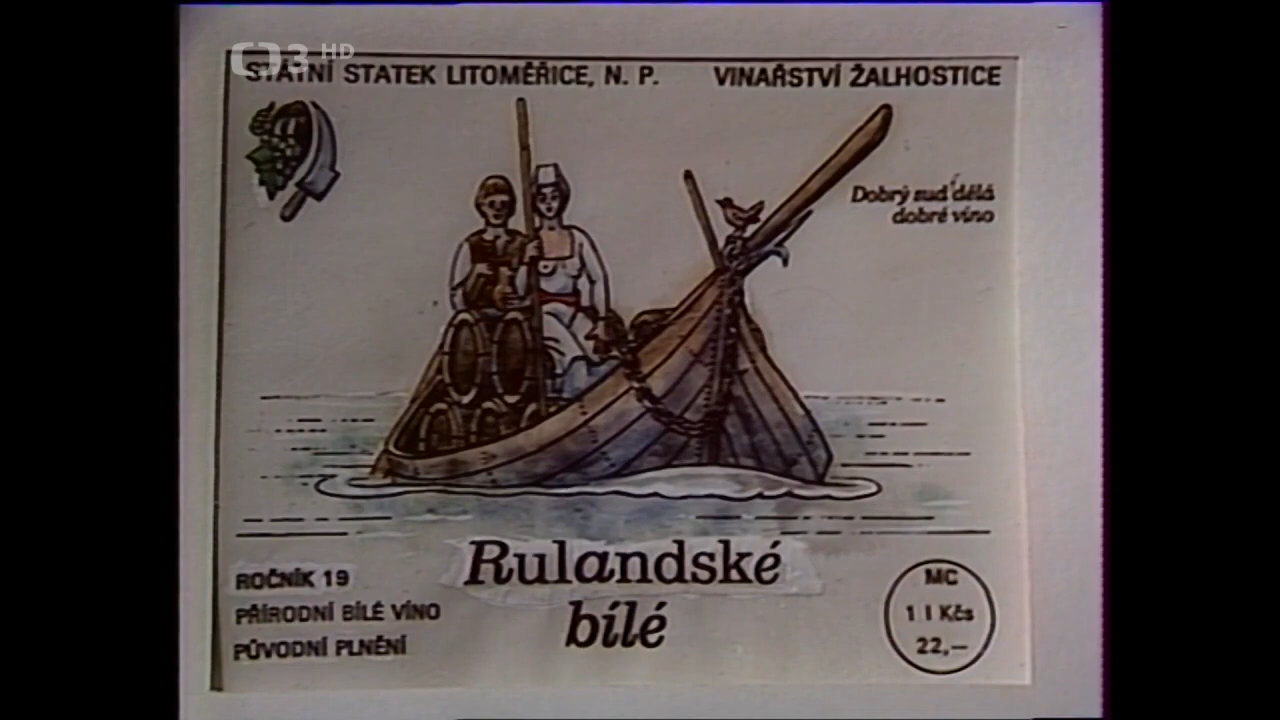 3 HD
STÁTNÍ STATEK LITOMĚŘICE, N. P. VINAŘSTVÍ ŽALHOSTICE
Dobrý sud dělá
dobré víno
Rulandské
bílé
ROČNÍK 19
PŘÍRODNÍ BÍLÉ VÍNO
PŮVODNÍ PLNĚNÍ
MC
1 l Kčs
22,—